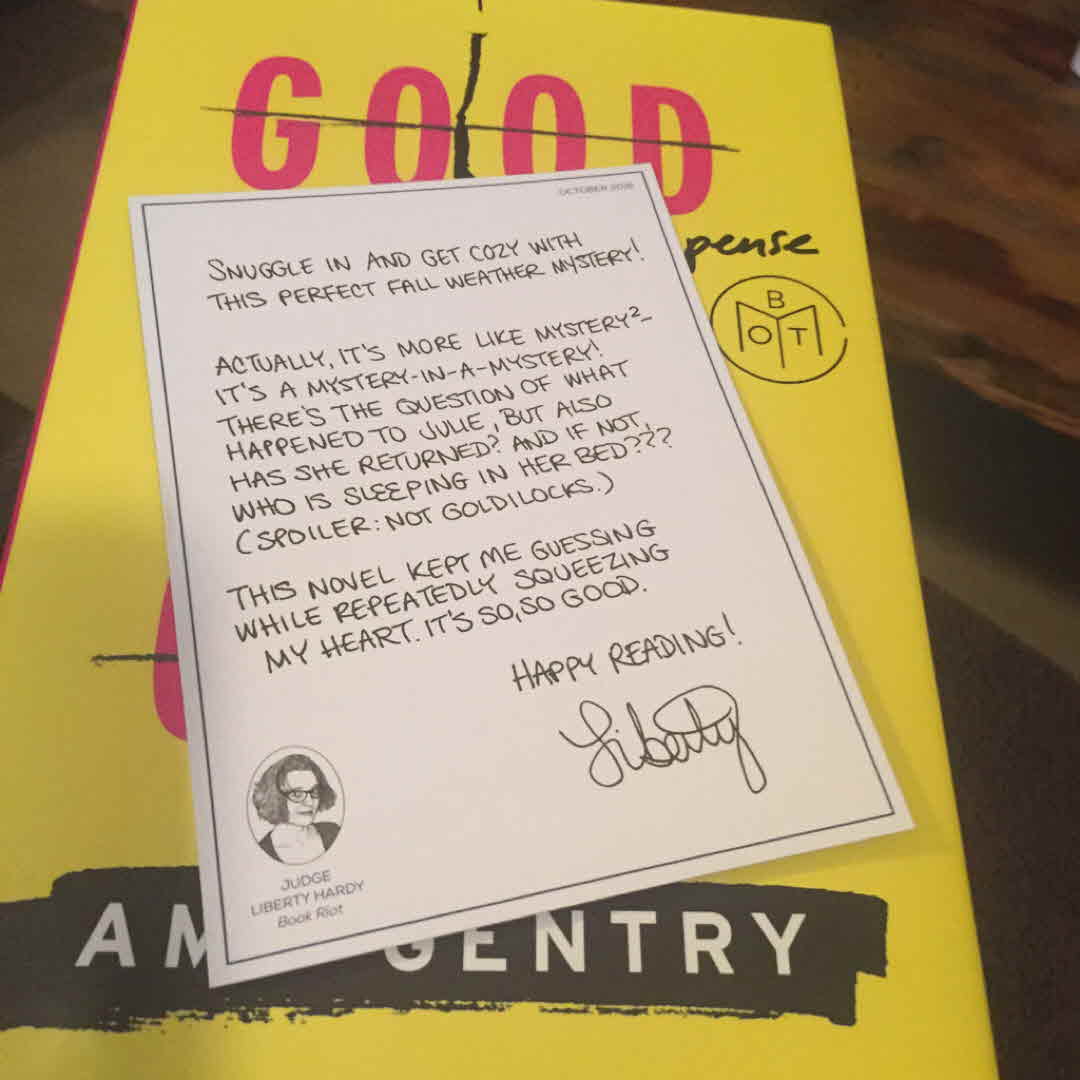 GOOD
pense
B
O T
OCTOBER 2016
SNUGGLE IN AND GET COZY WITH
THIS PERFECT FALL WEATHER MYSTERY!
ACTUALLY, IT'S MORE LIKE MYSTERY²-
IT'S A MYSTERY-IN-A-MYSTERY!
THERE'S THE QUESTION OF WHAT
HAPPENED TO JULIE, BUT ALSO
HAS SHE RETURNED? AND IF NOT,
WHO IS SLEEPING IN HER BED???
(SPOILER: NOT GOLDILOCKS.)
THIS NOVEL KEPT ME GUESSING
WHILE REPEATEDLY SQUEEZING
MY HEART. IT'S SO, SO GOOD.
HAPPY READING!
Liberty
JUDGE
LIBERTY HARDY
Book Riot
AM GENTRY